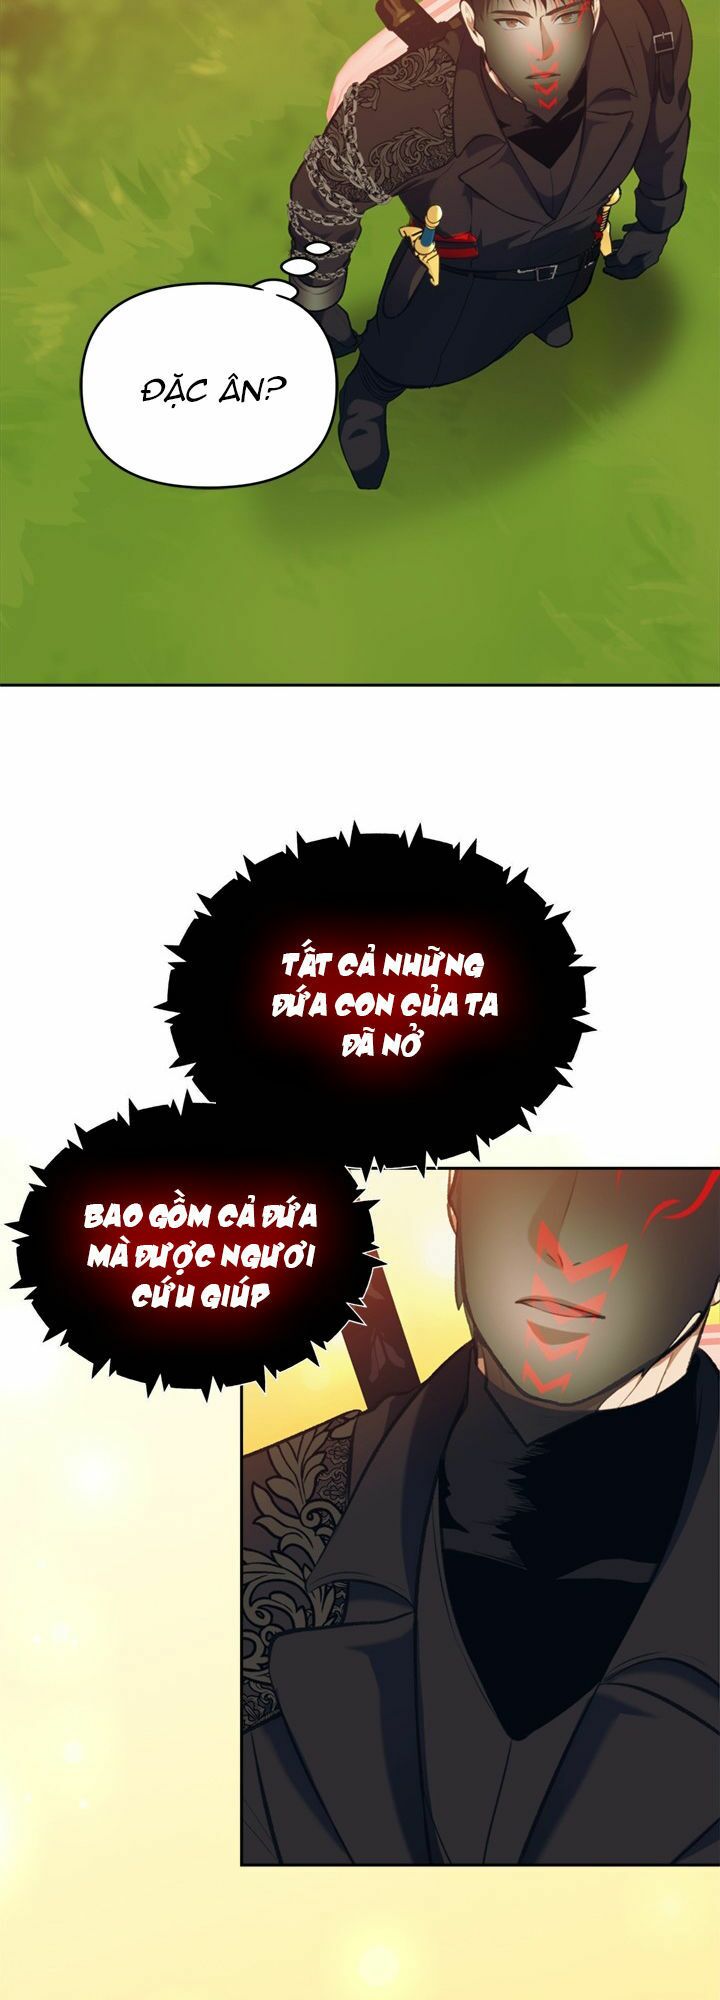 ĐẶC ÂN?
TẤT CẢ NHỮNG
ĐỨA CON CỦA TA
ĐÃ NỞ
BAO GỒM CẢ ĐỨA
MÀ ĐƯỢC NGƯƠI
CỨU GIÚP